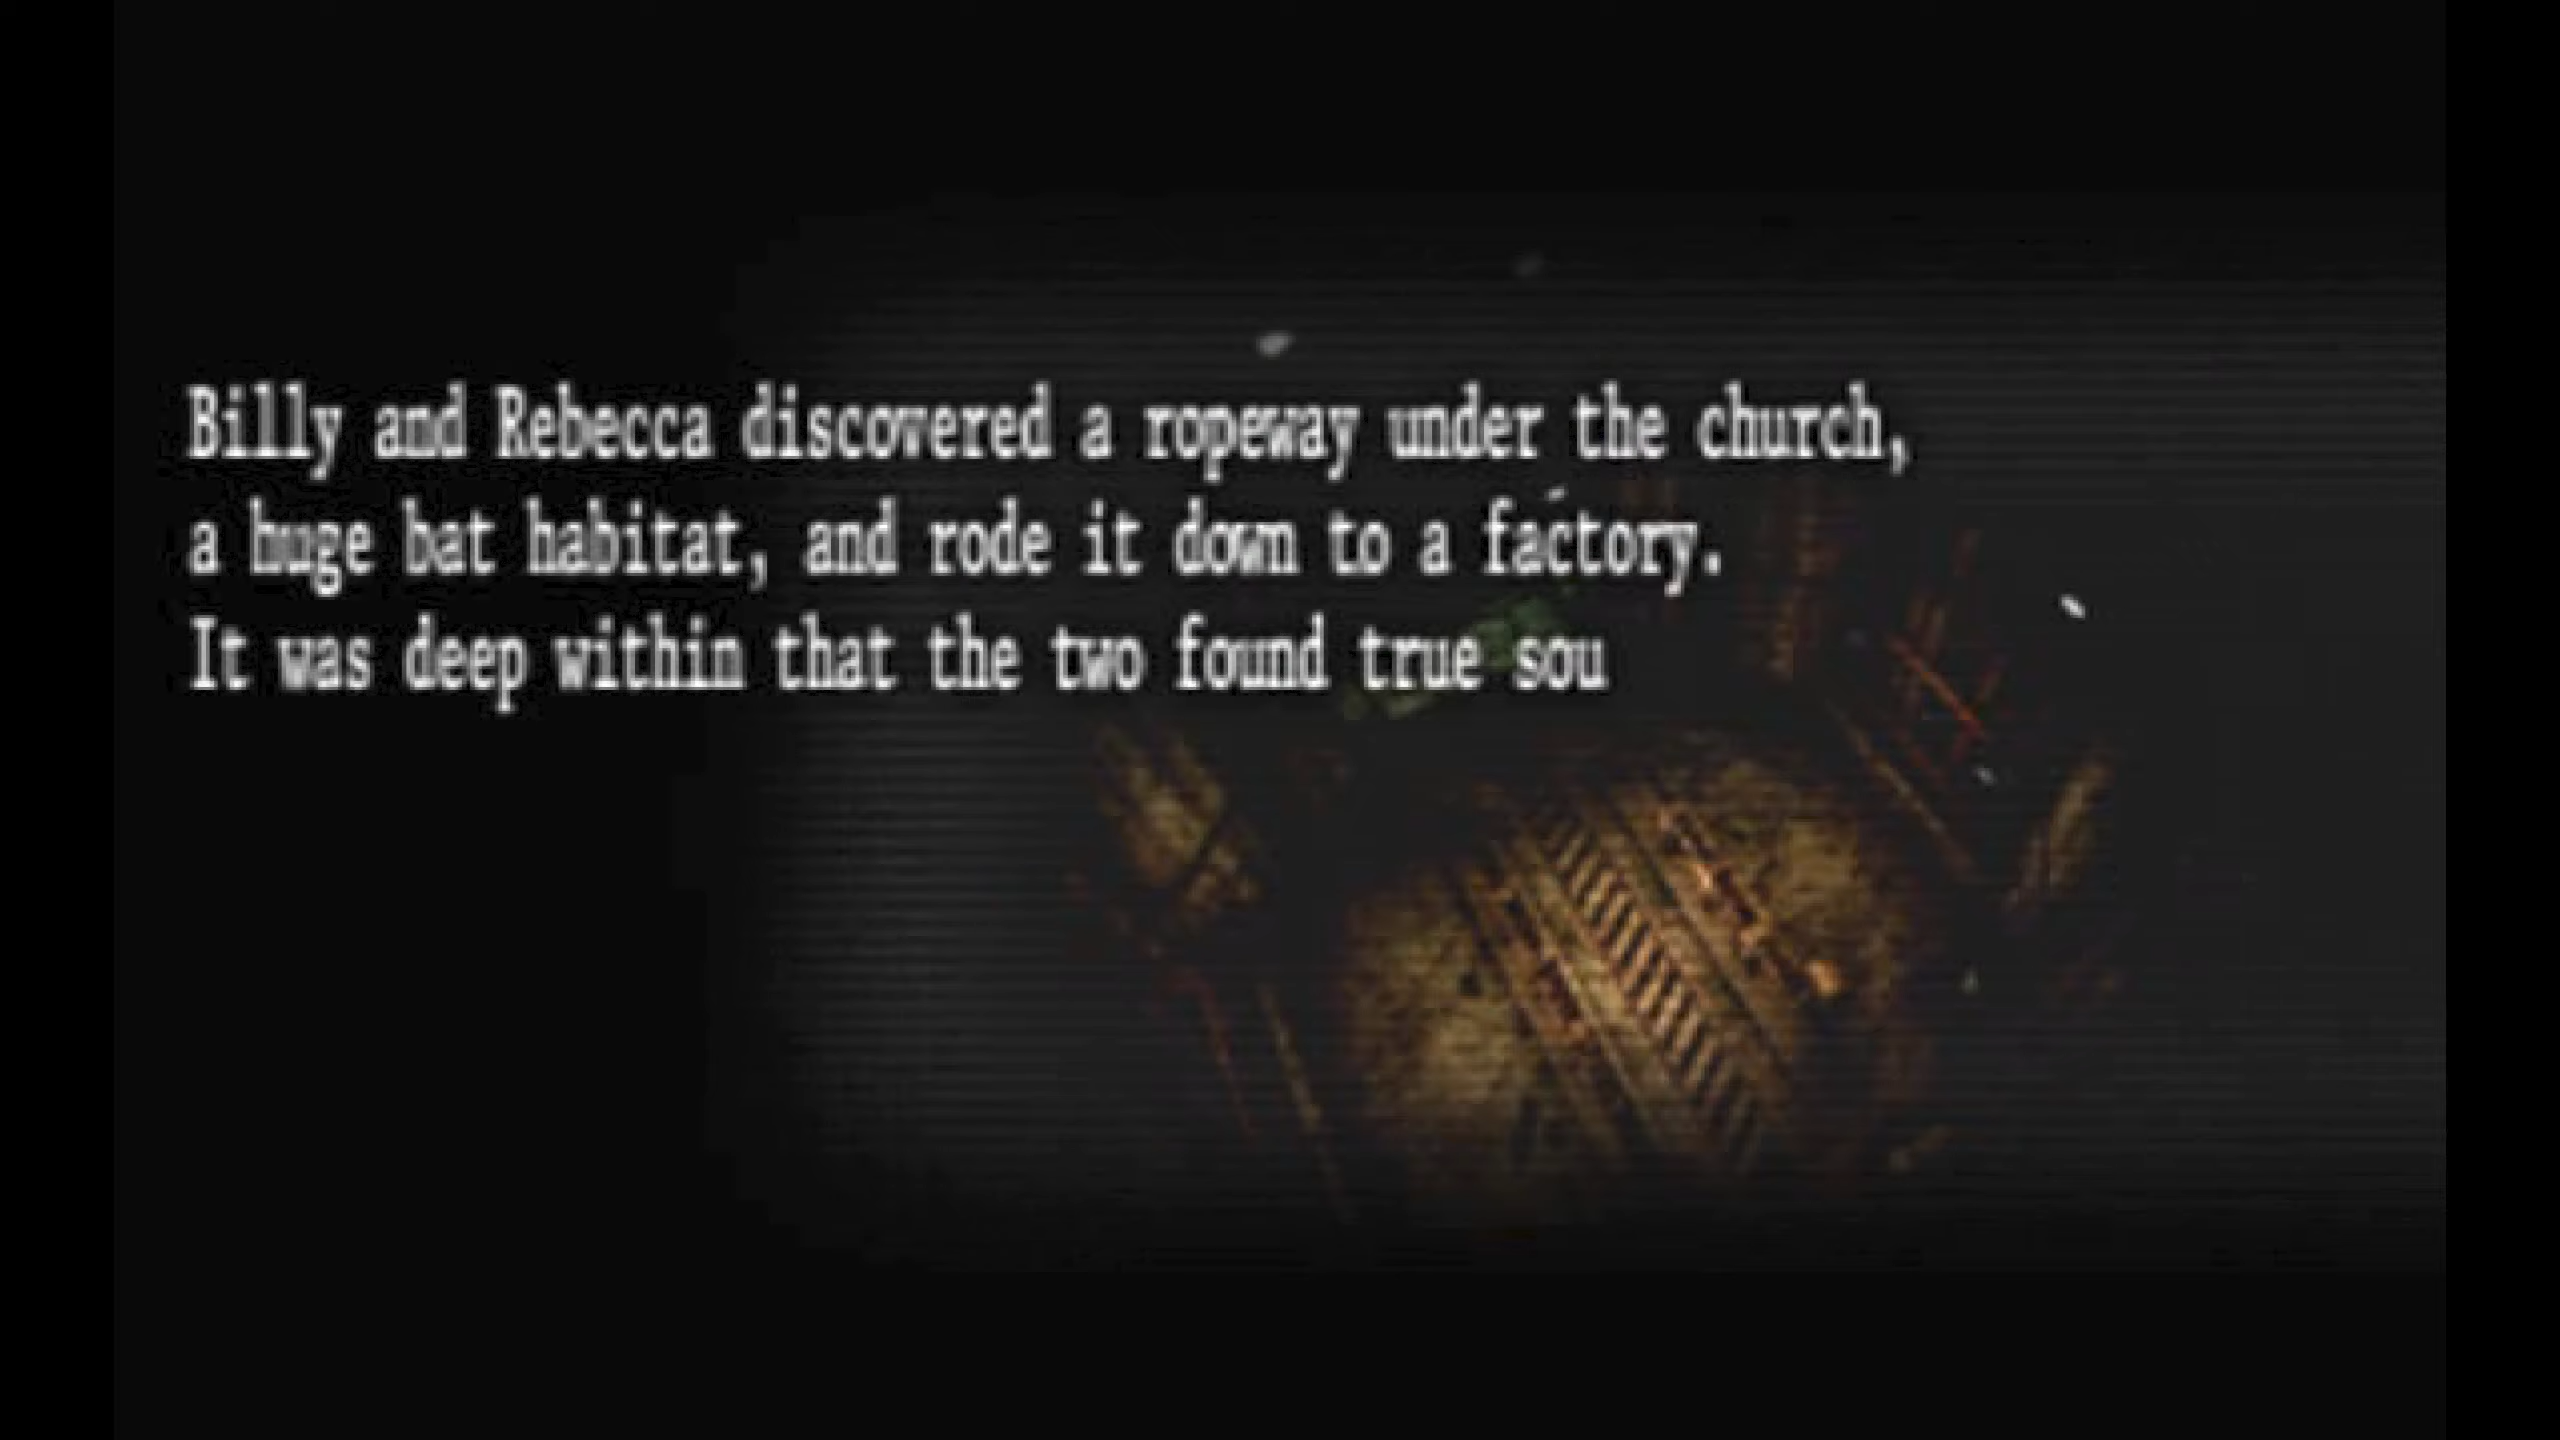 Billy and Rebecca discovered a ropeway under the church,
a huge bat habitat, and rode it down to a factory.
It was deep within that the two found true sou